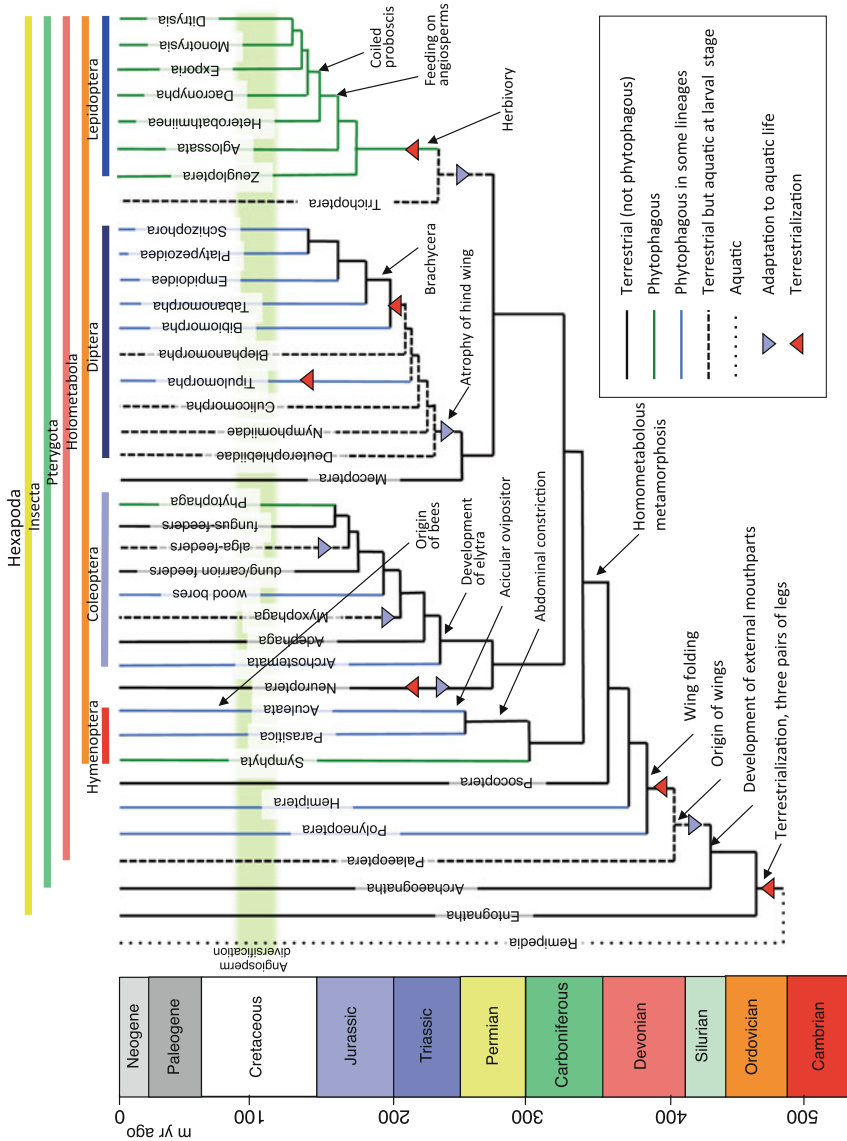 Hexapoda
Insecta
Pterygota
Holometabola
Hymenoptera
Coleoptera
Diptera
Lepidoptera
Ditrysia
Monotrysia
Exporia
Dacronypha
Heterobathmiinea
Aglossata
Zeugloptera
Trichoptera
Schizophora
Platypezoidea
Empidoidea
Tabanomorpha
Bibiomorpha
Blephanomorpha
Tipulomorpha
Culicomorpha
Nymphomiidae
Deuterophlebiidae
Mecoptera
Phytophaga
fungus-feeders
alga-feeders
dung/carrion feeders
wood bores
Myxophaga
Adephaga
Archostemata
Neuroptera
Aculeata
Parasitica
Symphyta
Psocoptera
Hemiptera
Polyneoptera
Palaeoptera
Archaeognatha
Entognatha
Remipedia
Coiled
proboscis
Feeding on
angiosperms
Herbivory
Brachycera
Atrophy of hind wing
Origin
of bees
Development
of elytra
Acicular ovipositor
Abdominal constriction
Homometabolous
metamorphosis
Wing folding
Origin of wings
Development of external mouthparts
Terrestrialization, three pairs of legs
Terrestrial (not phytophagous)
Phytophagous
Phytophagous in some lineages
Terrestrial but aquatic at larval stage
Aquatic
Adaptation to aquatic life
Terrestrialization
Angiosperm
diversification
Neogene
Paleogene
Cretaceous
Jurassic
Triassic
Permian
Carboniferous
Devonian
Silurian
Ordovician
Cambrian
0
100
200
300
400
500
m yr ago